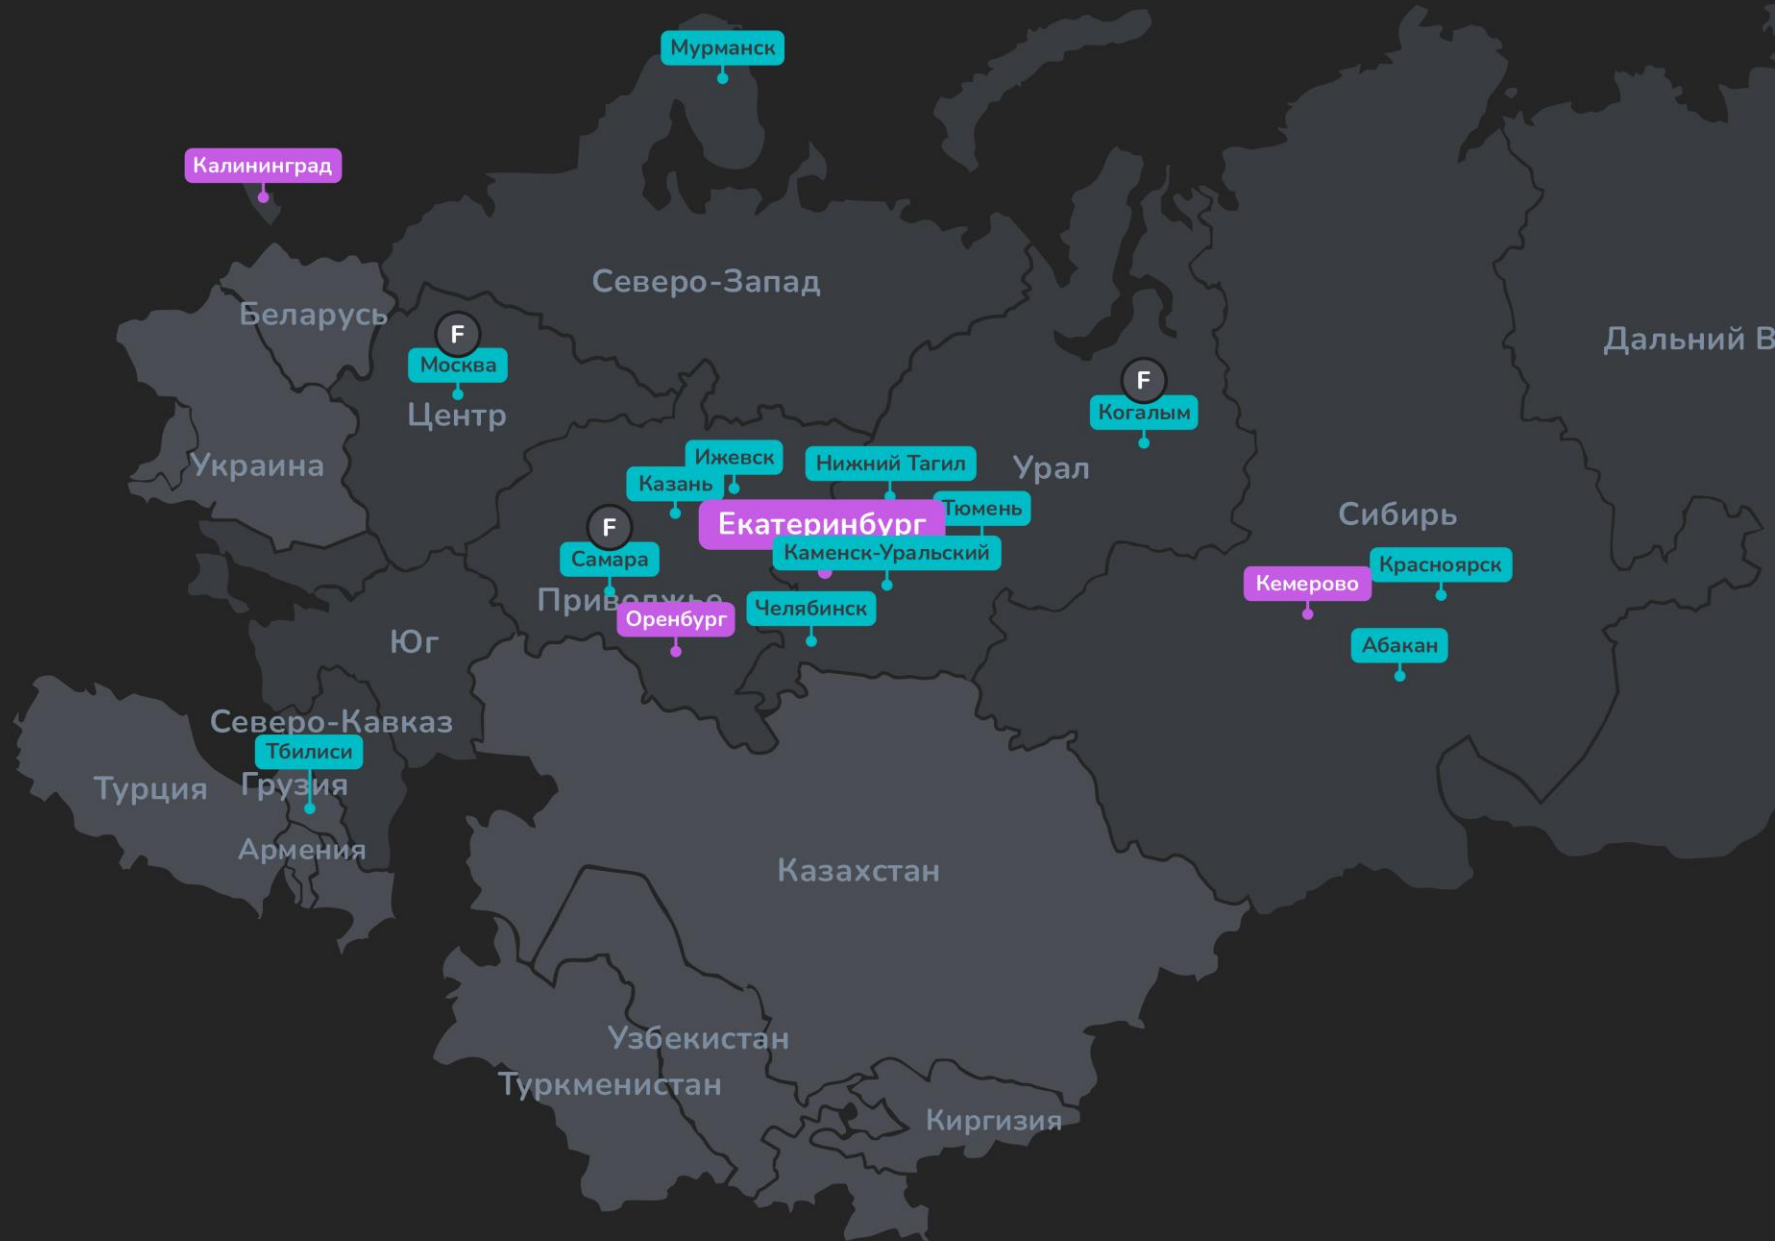 Мурманск
Калининград
Северо-Запад
Беларусь
F
Москва
Дальний В
F
Когалым
Центр
Ижевск
Нижний Тагил
Урал
Украина
Казань
Тюмень
Сибирь
Екатеринбург
F
Самара
Каменск-Уральский
Красноярск
Кемерово
Приволжье
Оренбург
Челябинск
Юг
Абакан
Северо-Кавказ
Тбилиси
Турция
Грузия
Армения
Казахстан
Узбекистан
Туркменистан
Киргизия